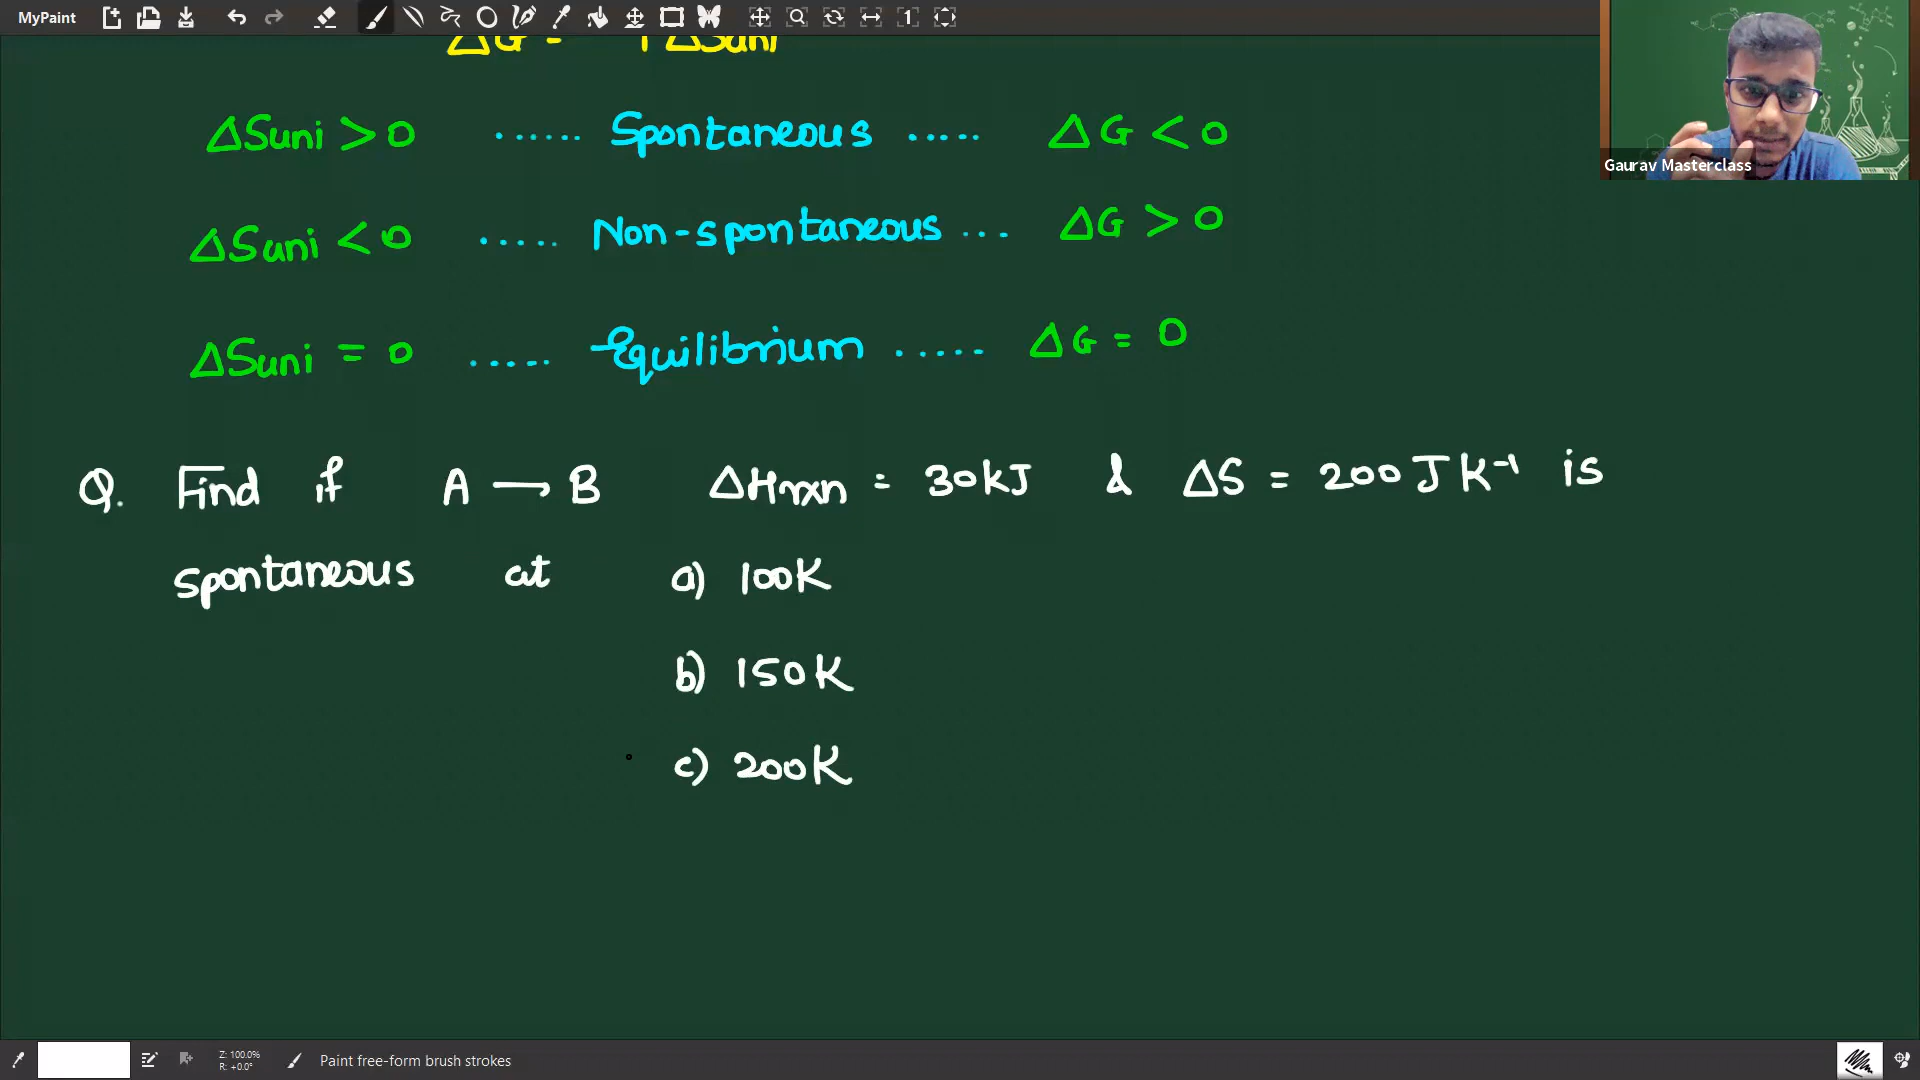 MyPaint
ΔG = - TΔSuni
ΔSuni > 0 ...... Spontaneous ..... ΔG < 0
Gaurav Masterclass
ΔSuni < 0 ..... Non-spontaneous ... ΔG > 0
ΔSuni = 0 ..... Equilibrium ..... ΔG = 0
Q. Find if A → B ΔHrxn = 30kJ & ΔS = 200 J K⁻¹ is
spontaneous at a) 100K
b) 150K
c) 200K
Z: 100.0%
R: +0.0°
Paint free-form brush strokes